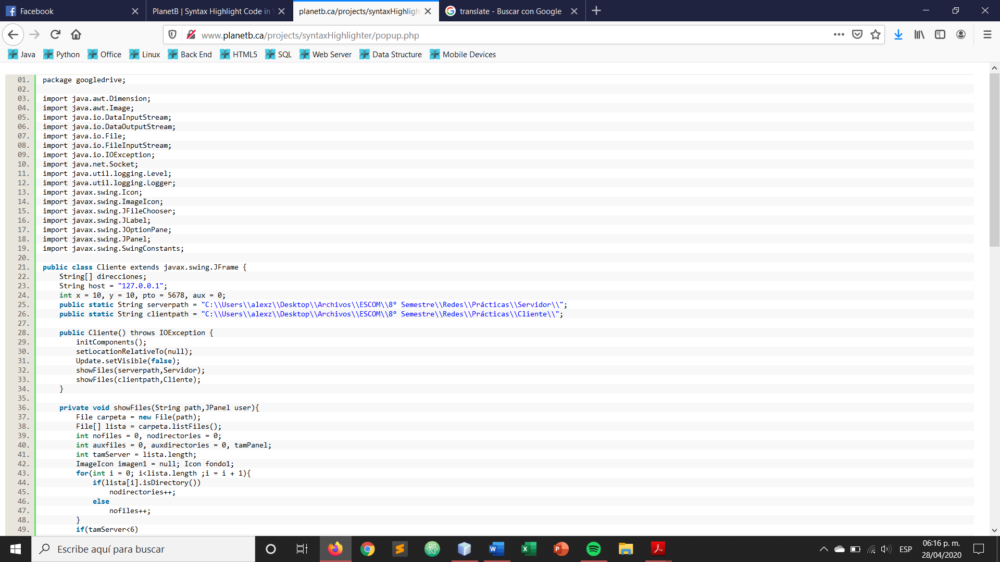 Facebook
PlanetB | Syntax Highlight Code in
planetb.ca/projects/syntaxHighligh
translate - Buscar con Google
www.planetb.ca/projects/syntaxHighlighter/popup.php
Java Python Office Linux Back End HTML5 SQL Web Server Data Structure Mobile Devices
01. package googledrive;
02.
03. import java.awt.Dimension;
04. import java.awt.Image;
05. import java.io.DataInputStream;
06. import java.io.DataOutputStream;
07. import java.io.File;
08. import java.io.FileInputStream;
09. import java.io.IOException;
10. import java.net.Socket;
11. import java.util.logging.Level;
12. import java.util.logging.Logger;
13. import javax.swing.Icon;
14. import javax.swing.ImageIcon;
15. import javax.swing.JFileChooser;
16. import javax.swing.JLabel;
17. import javax.swing.JOptionPane;
18. import javax.swing.JPanel;
19. import javax.swing.SwingConstants;
20.
21. public class Cliente extends javax.swing.JFrame {
22. String[] direcciones;
23. String host = "127.0.0.1";
24. int x = 10, y = 10, pto = 5678, aux = 0;
25. public static String serverpath = "C:\\Users\\alexz\\Desktop\\Archivos\\ESCOM\\8° Semestre\\Redes\\Prácticas\\Servidor\\";
26. public static String clientpath = "C:\\Users\\alexz\\Desktop\\Archivos\\ESCOM\\8° Semestre\\Redes\\Prácticas\\Cliente\\";
27.
28. public Cliente() throws IOException {
29. initComponents();
30. setLocationRelativeTo(null);
31. Update.setVisible(false);
32. showFiles(serverpath,Servidor);
33. showFiles(clientpath,Cliente);
34. }
35.
36. private void showFiles(String path,JPanel user){
37. File carpeta = new File(path);
38. File[] lista = carpeta.listFiles();
39. int nofiles = 0, nodirectories = 0;
40. int auxfiles = 0, auxdirectories = 0, tamPanel;
41. int tamServer = lista.length;
42. ImageIcon imagen1 = null; Icon fondo1;
43. for(int i = 0; i<lista.length ;i = i + 1){
44. if(lista[i].isDirectory())
45. nodirectories++;
46. else
47. nofiles++;
48. }
49. if(tamServer<6)
Escribe aquí para buscar
ESP
06:16 p. m.
28/04/2020